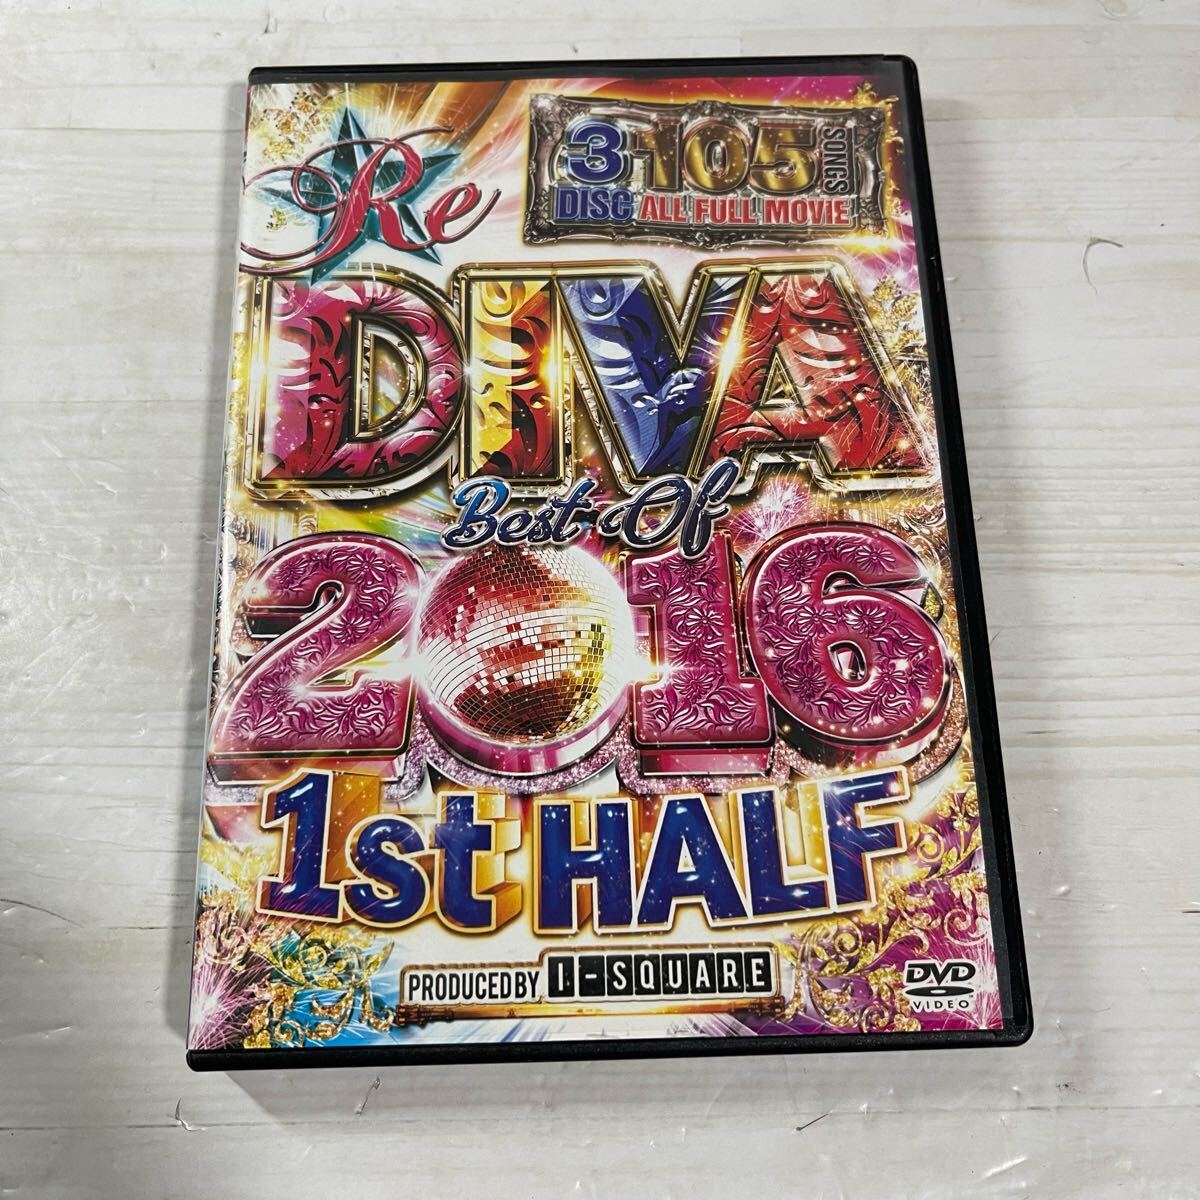 Re
3 DISC
105 SONGS
ALL FULL MOVIE
DIVA
Best Of
2016
1st HALF
PRODUCED BY I-SQUARE
DVD
VIDEO